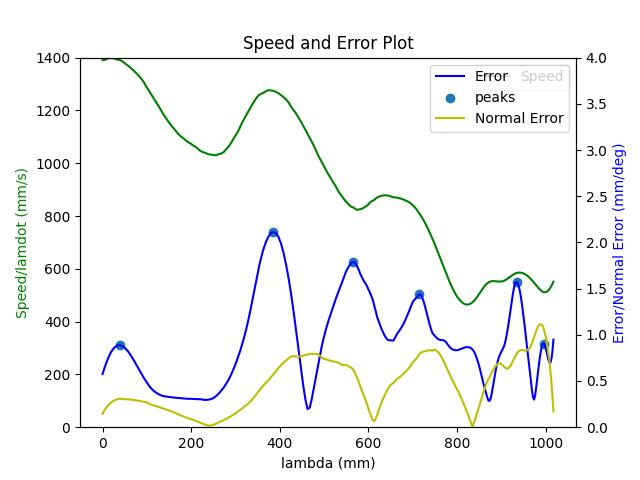 Speed and Error Plot
1400
1200
1000
800
600
400
200
0
Speed/lamdot (mm/s)
0
200
400
600
800
1000
lambda (mm)
4.0
3.5
3.0
2.5
2.0
1.5
1.0
0.5
0.0
Error/Normal Error (mm/deg)
Error
Speed
peaks
Normal Error